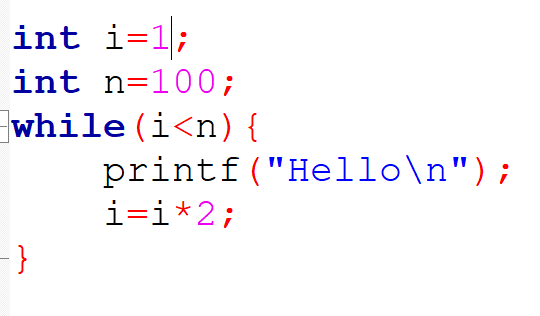 int i=1;
int n=100;
while(i<n){
printf("Hello\n");
i=i*2;
}